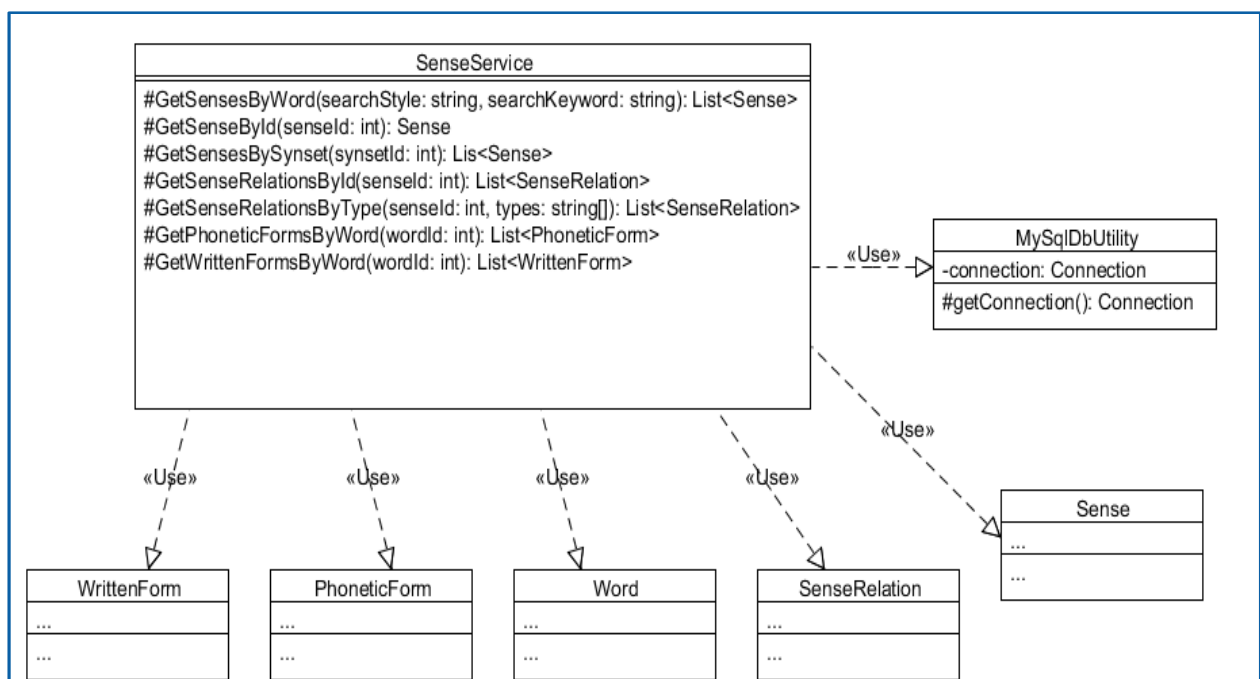 SenseService
#GetSensesByWord(searchStyle: string, searchKeyword: string): List<Sense>
#GetSenseById(senseId: int): Sense
#GetSensesBySynset(synsetId: int): Lis<Sense>
#GetSenseRelationsById(senseId: int): List<SenseRelation>
#GetSenseRelationsByType(senseId: int, types: string[]): List<SenseRelation>
#GetPhoneticFormsByWord(wordId: int): List<PhoneticForm>
#GetWrittenFormsByWord(wordId: int): List<WrittenForm>
«Use»
MySqlDbUtility
-connection: Connection
#getConnection(): Connection
«Use»
«Use»
«Use»
«Use»
«Use»
Sense
...
...
WrittenForm
...
...
PhoneticForm
...
...
Word
...
...
SenseRelation
...
...